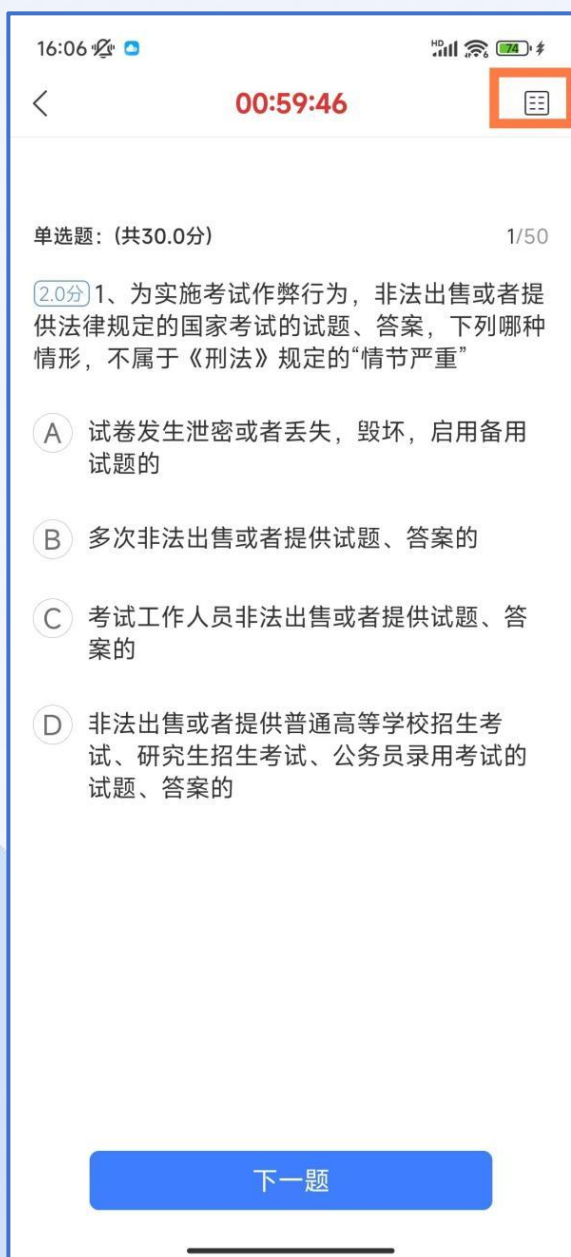 16:06
HD
6
74
00:59:46
单选题：(共30.0分)
1/50
2.0分 1、为实施考试作弊行为，非法出售或者提
供法律规定的国家考试的试题、答案，下列哪种
情形，不属于《刑法》规定的“情节严重”
A 试卷发生泄密或者丢失，毁坏，启用备用
试题的
B 多次非法出售或者提供试题、答案的
C 考试工作人员非法出售或者提供试题、答
案的
D 非法出售或者提供普通高等学校招生考
试、研究生招生考试、公务员录用考试的
试题、答案的
下一题